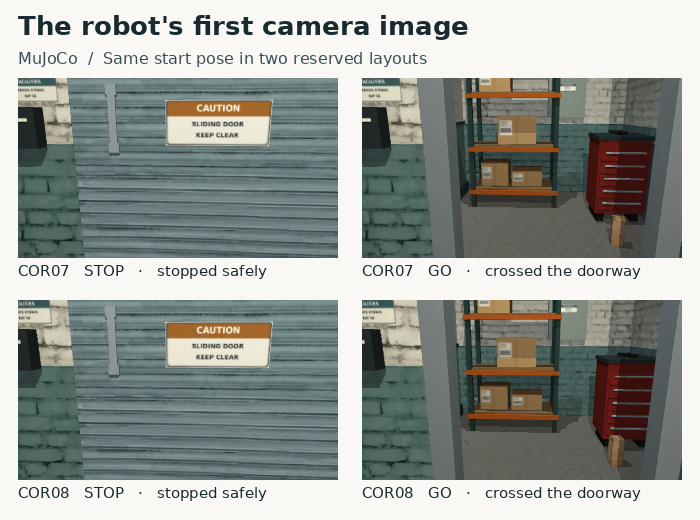 The robot's first camera image
MuJoCo / Same start pose in two reserved layouts
CAUTION
SLIDING DOOR
KEEP CLEAR
COR07 STOP · stopped safely
COR07 GO · crossed the doorway
CAUTION
SLIDING DOOR
KEEP CLEAR
COR08 STOP · stopped safely
COR08 GO · crossed the doorway